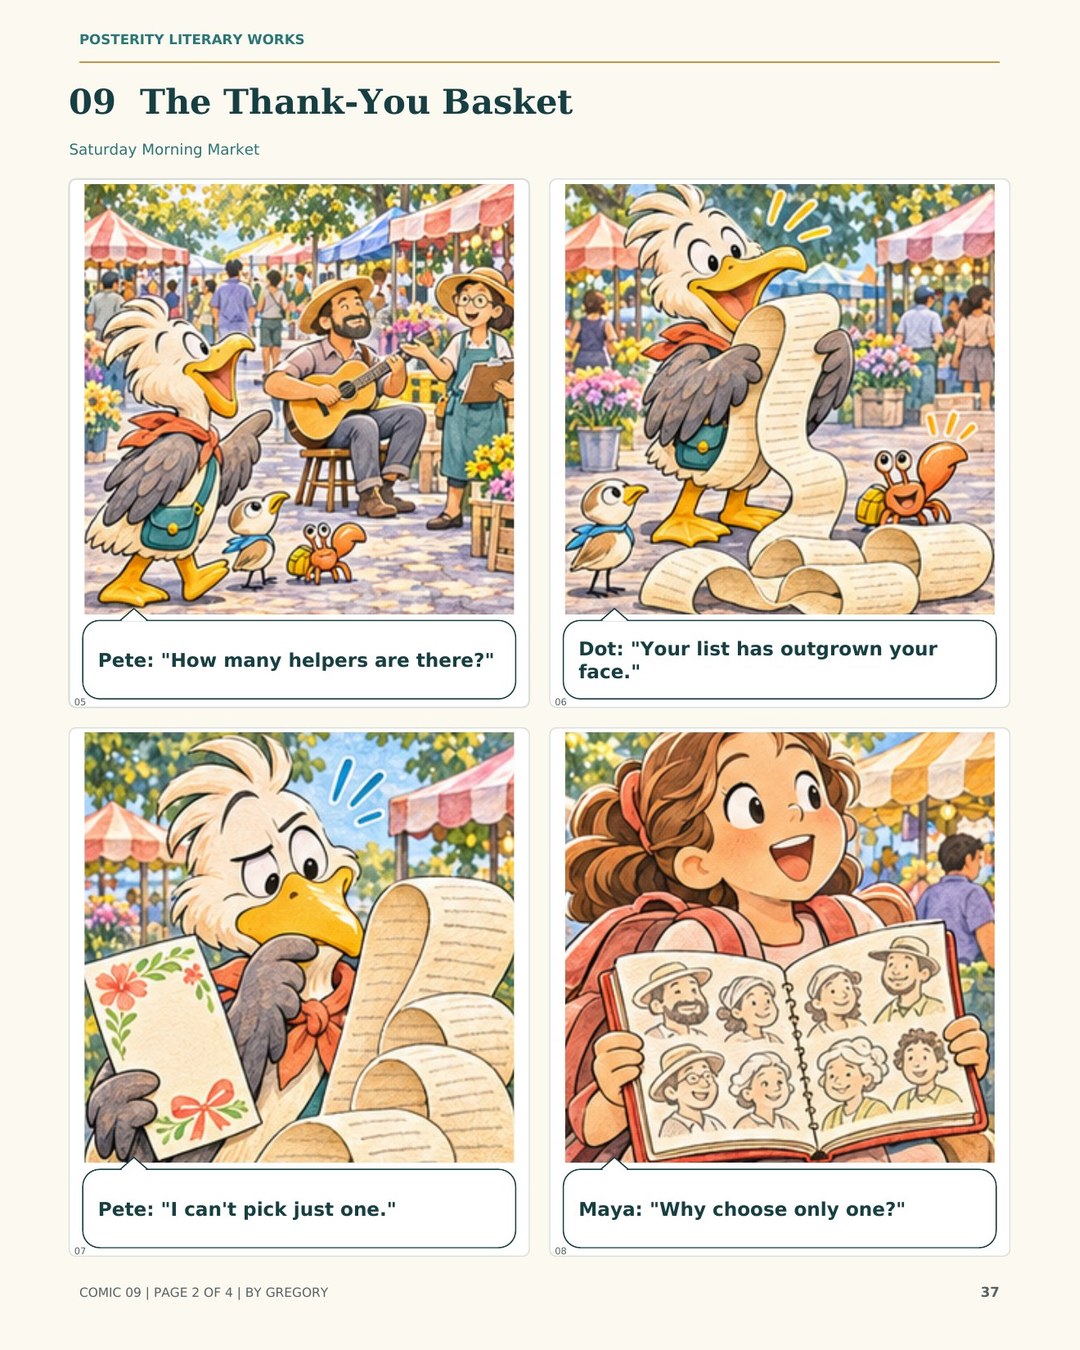 POSTERITY LITERARY WORKS
09 The Thank-You Basket
Saturday Morning Market
Pete: "How many helpers are there?"
05
Dot: "Your list has outgrown your
face."
06
Pete: "I can't pick just one."
07
Maya: "Why choose only one?"
08
COMIC 09 | PAGE 2 OF 4 | BY GREGORY
37